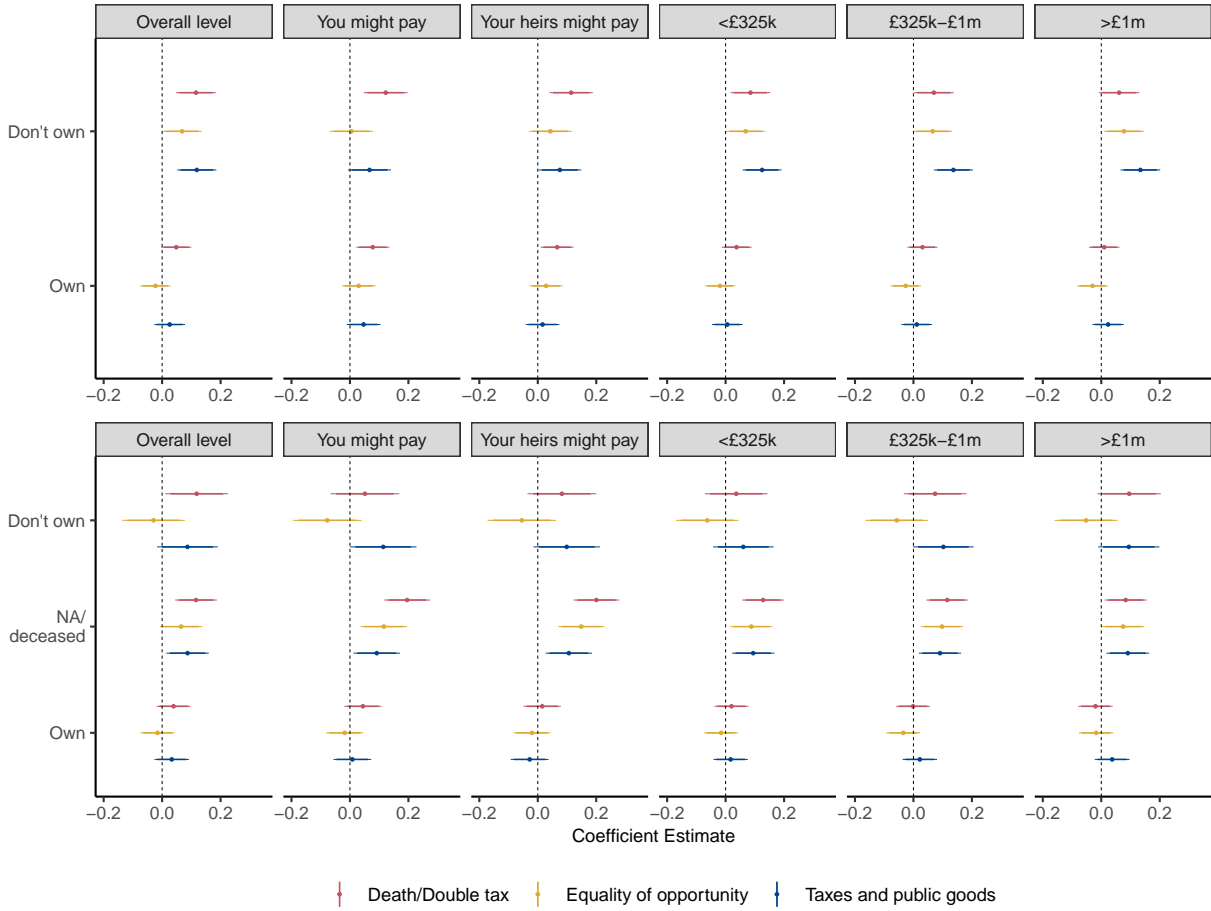 Overall level You might pay Your heirs might pay <£325k £325k−£1m >£1m
Don't own
Own
−0.2 0.0 0.2 −0.2 0.0 0.2 −0.2 0.0 0.2 −0.2 0.0 0.2 −0.2 0.0 0.2 −0.2 0.0 0.2
Overall level You might pay Your heirs might pay <£325k £325k−£1m >£1m
Don't own
NA/
deceased
Own
−0.2 0.0 0.2 −0.2 0.0 0.2 −0.2 0.0 0.2 −0.2 0.0 0.2 −0.2 0.0 0.2 −0.2 0.0 0.2
Coefficient Estimate
Death/Double tax Equality of opportunity Taxes and public goods